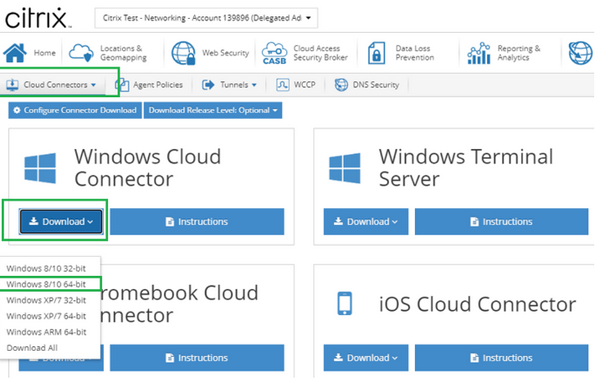 citrix
Citrix Test - Networking - Account 139896 (Delegated Ad
Home
Locations &
Geomapping
Web Security
CASB
Cloud Access
Security Broker
Data Loss
Prevention
Reporting &
Analytics
Cloud Connectors
Agent Policies
Tunnels
WCCP
DNS Security
Configure Connector Download
Download Release Level: Optional
Windows Cloud
Connector
Download
Instructions
Windows Terminal
Server
Download
Instructions
Windows 8/10 32-bit
Windows 8/10 64-bit
Windows XP/7 32-bit
Windows XP/7 64-bit
Windows ARM 64-bit
Download All
romebook Cloud
nnector
Download
Instructions
iOS Cloud Connector
Download
Instructions